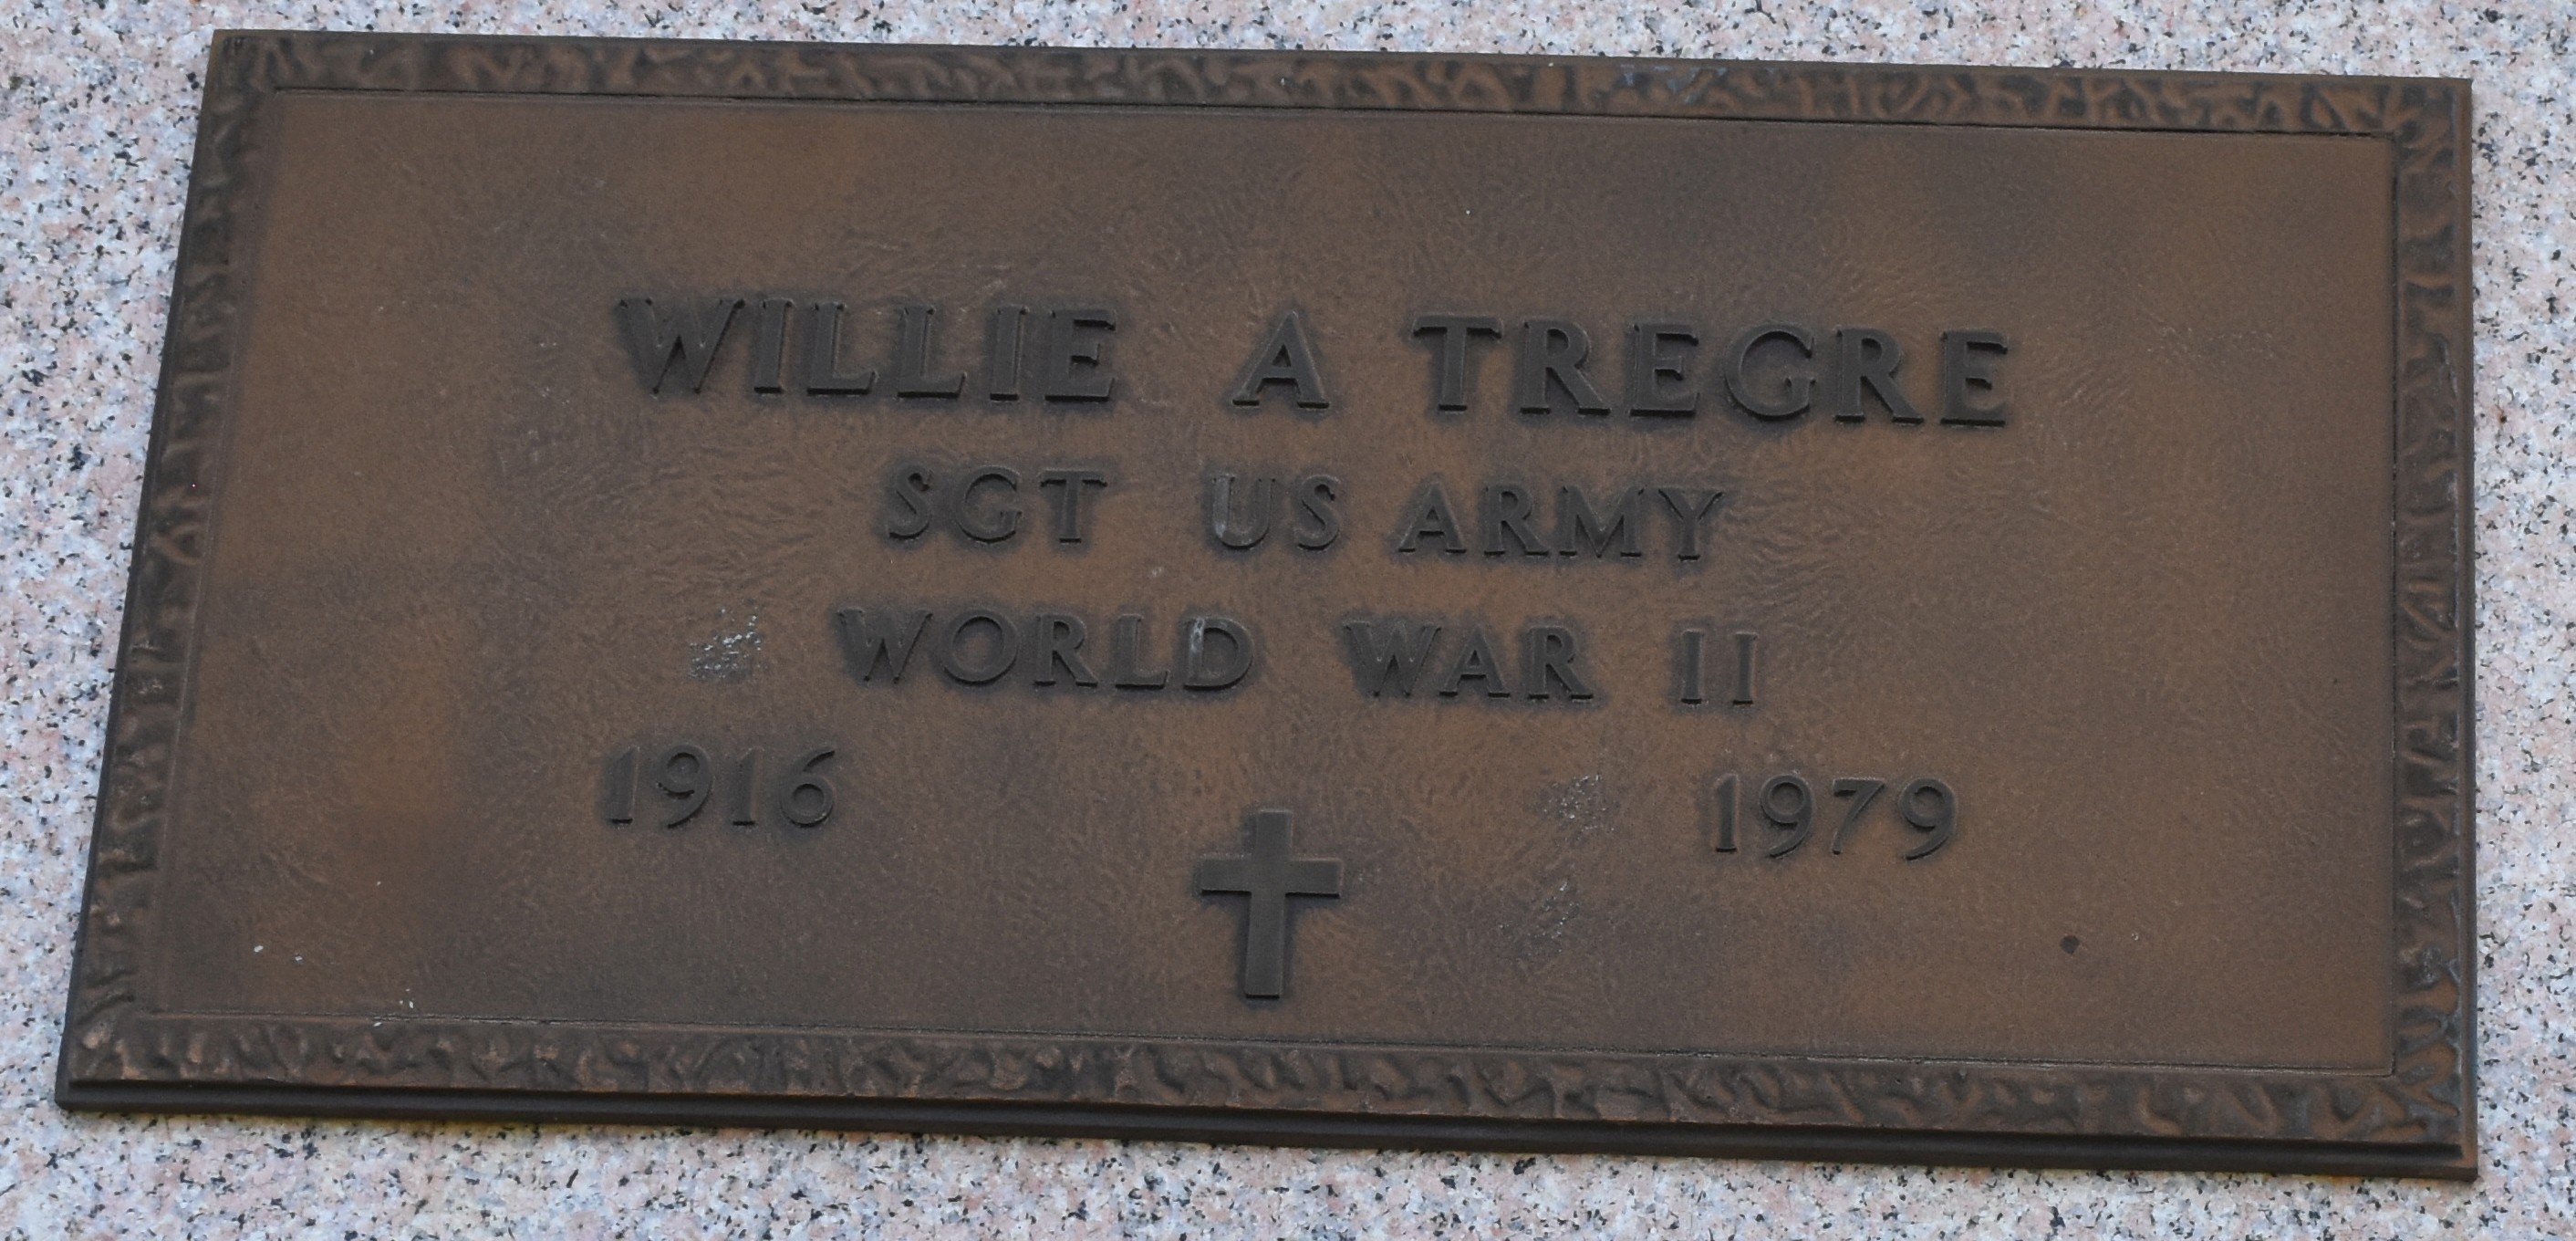 WILLIE A TREGRE
SGT US ARMY
WORLD WAR II
1916 1979